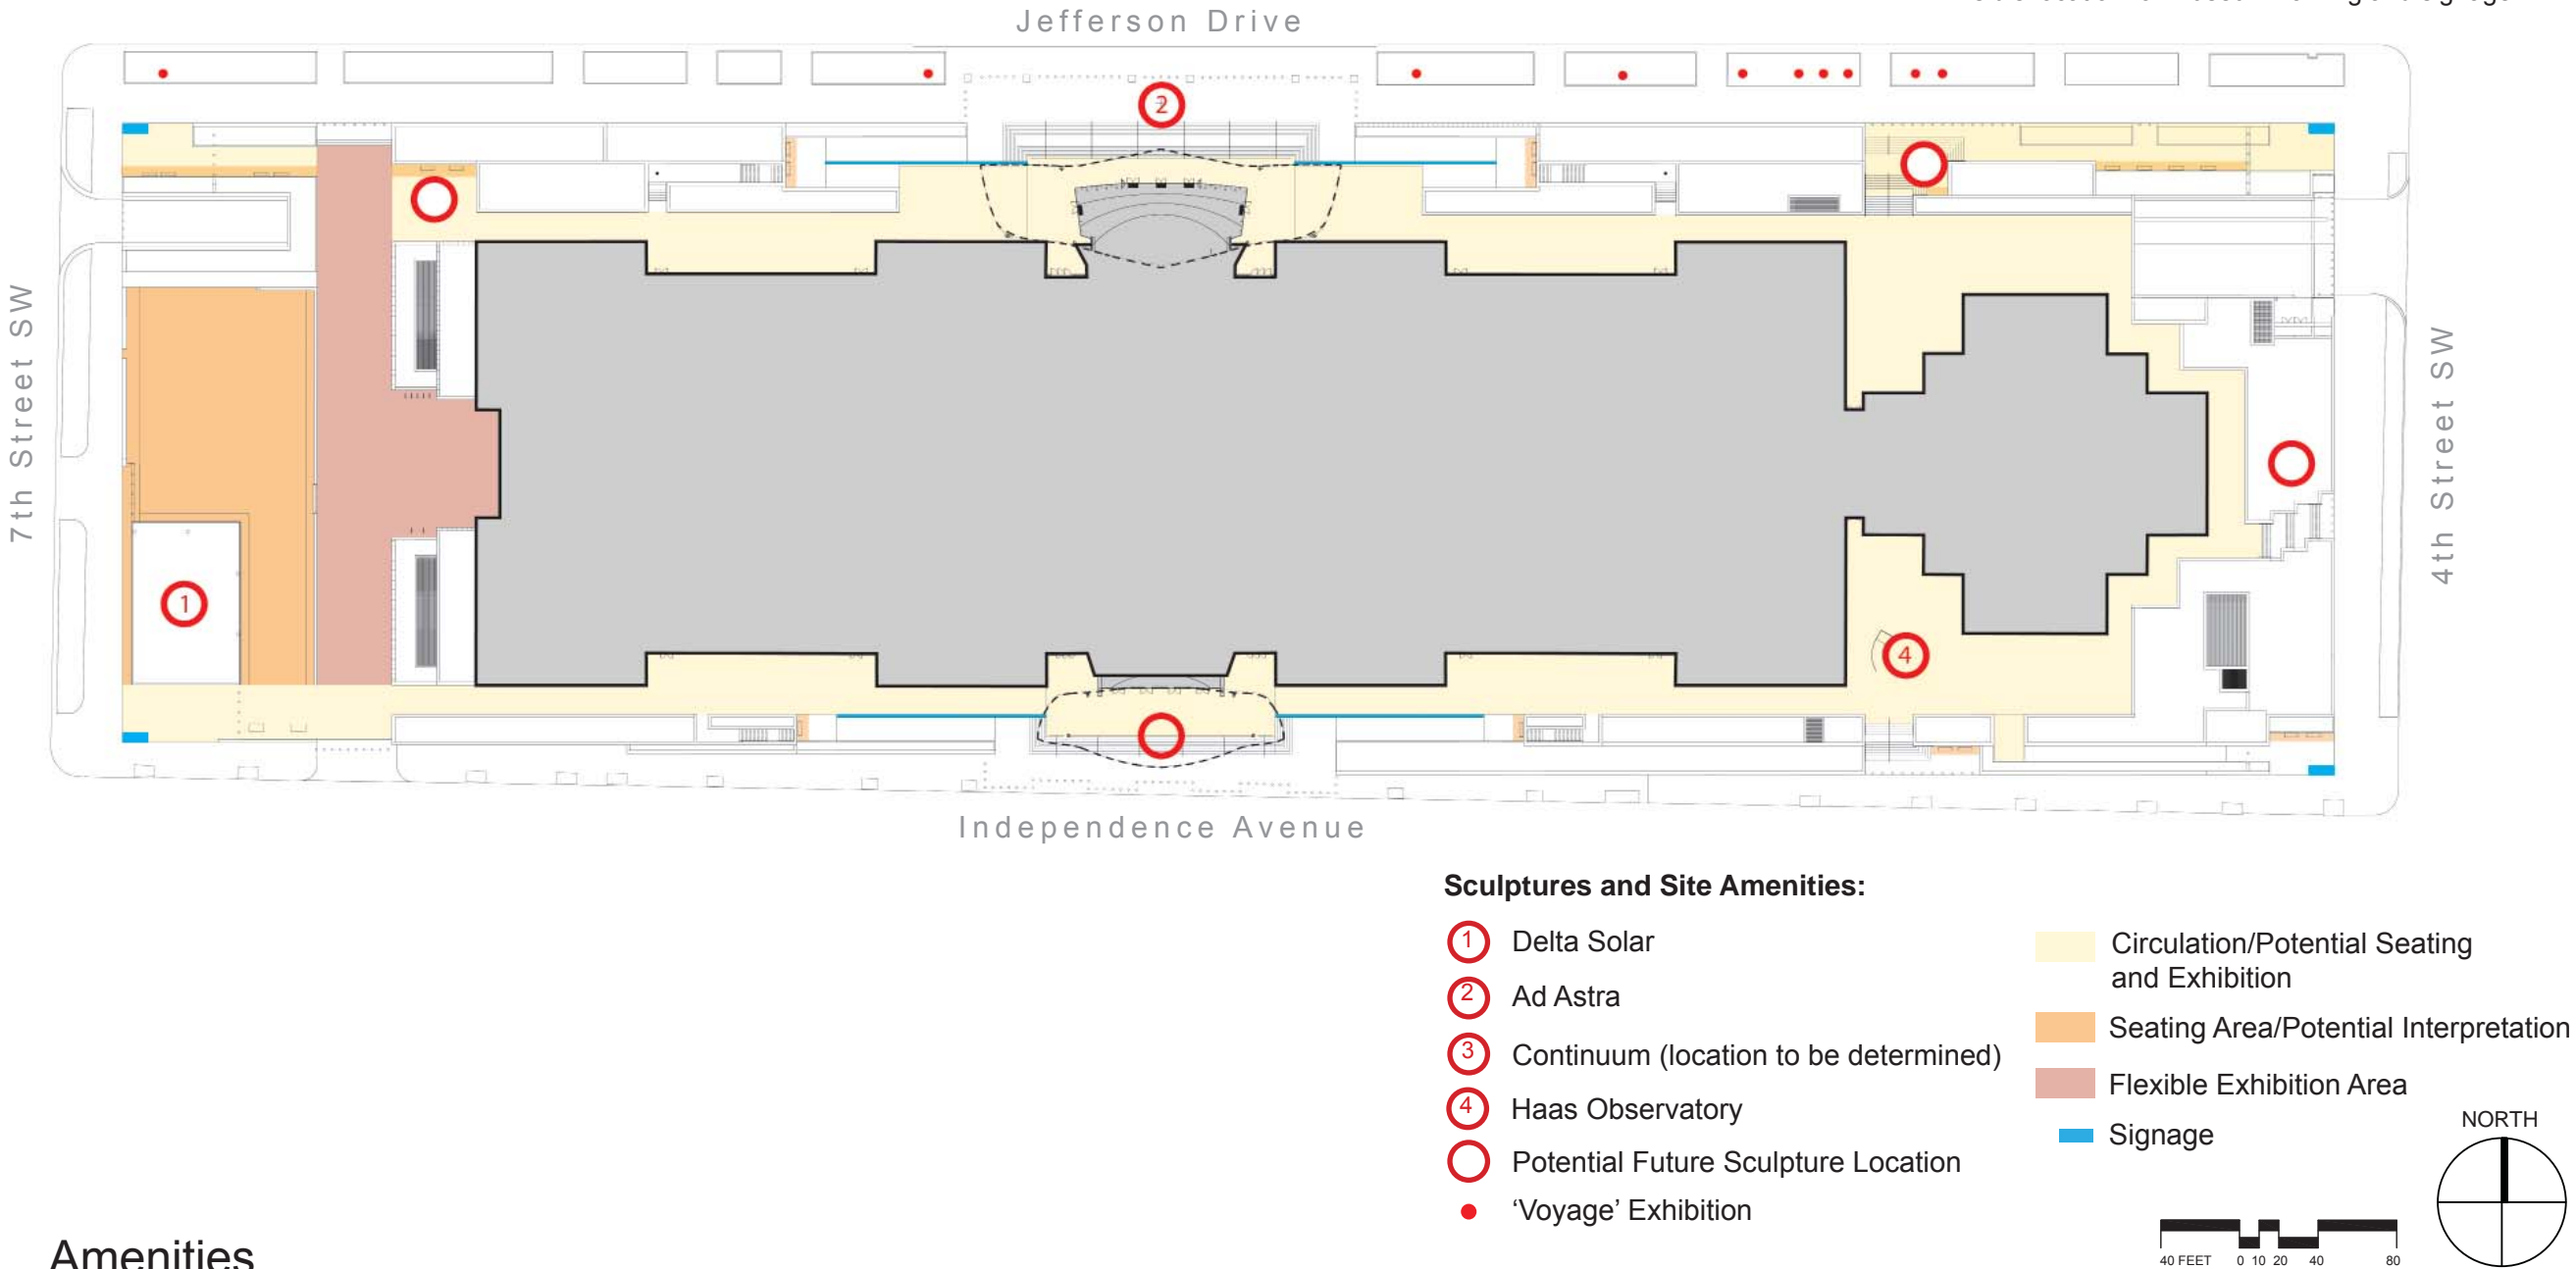 Jefferson Drive
2
7th Street SW
4th Street SW
1
4
Independence Avenue
Sculptures and Site Amenities:
1 Delta Solar
2 Ad Astra
3 Continuum (location to be determined)
4 Haas Observatory
Potential Future Sculpture Location
‘Voyage’ Exhibition
Circulation/Potential Seating
and Exhibition
Seating Area/Potential Interpretation
Flexible Exhibition Area
Signage
NORTH
40 FEET 0 10 20 40 80
Amenities